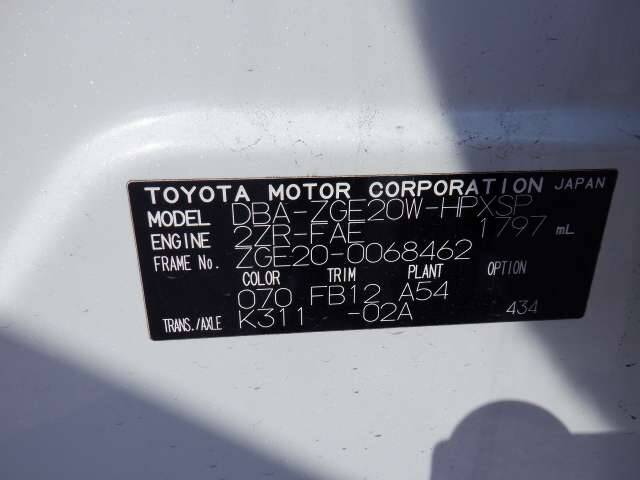 TOYOTA MOTOR CORPORATION JAPAN
MODEL DBA-ZGE20W-HPXSP
ENGINE 2ZR-FAE 1797 mL
FRAME No. ZGE20-0068462
COLOR TRIM PLANT OPTION
070 FB12 A54
TRANS./AXLE K311 -02A 434